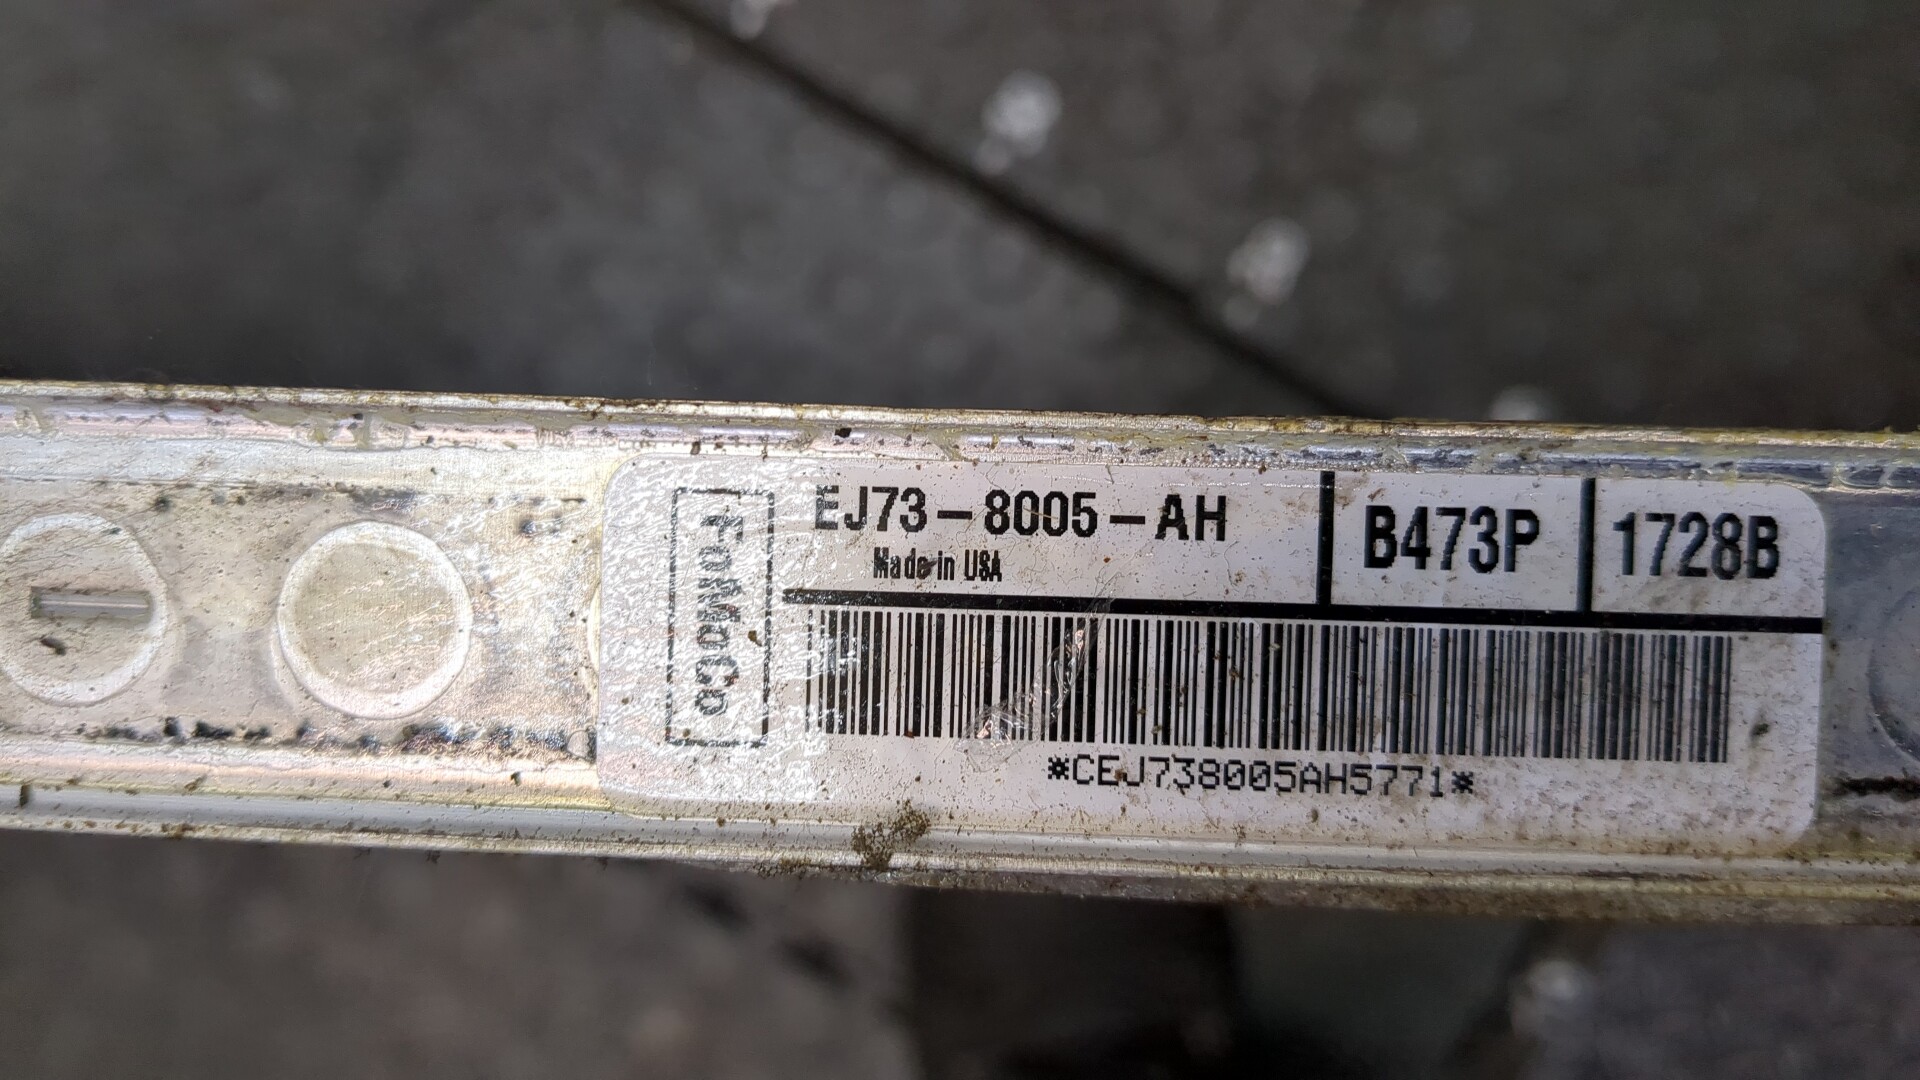 FoMoCo
EJ73-8005-AH
Made in USA
B473P
1728B
*CEJ738005AH5771*